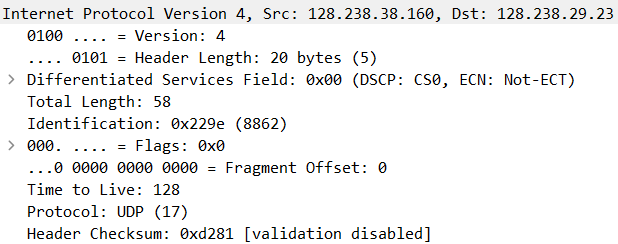 Internet Protocol Version 4, Src: 128.238.38.160, Dst: 128.238.29.23
0100 .... = Version: 4
.... 0101 = Header Length: 20 bytes (5)
Differentiated Services Field: 0x00 (DSCP: CS0, ECN: Not-ECT)
Total Length: 58
Identification: 0x229e (8862)
000. .... = Flags: 0x0
...0 0000 0000 0000 = Fragment Offset: 0
Time to Live: 128
Protocol: UDP (17)
Header Checksum: 0xd281 [validation disabled]